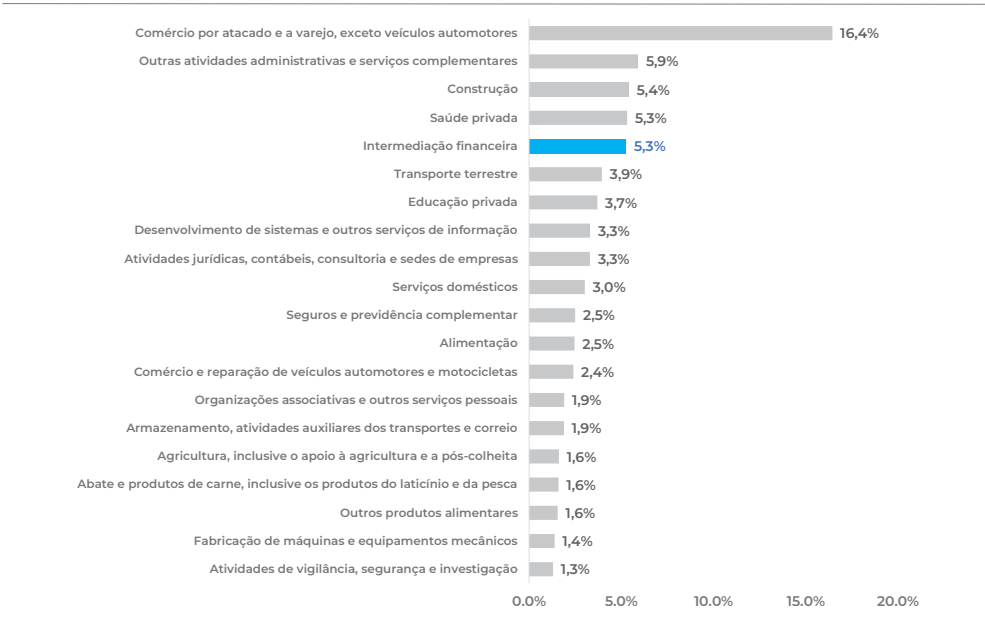 Comércio por atacado e a varejo, exceto veículos automotores 16,4%
Outras atividades administrativas e serviços complementares 5,9%
Construção 5,4%
Saúde privada 5,3%
Intermediação financeira 5,3%
Transporte terrestre 3,9%
Educação privada 3,7%
Desenvolvimento de sistemas e outros serviços de informação 3,3%
Atividades jurídicas, contábeis, consultoria e sedes de empresas 3,3%
Serviços domésticos 3,0%
Seguros e previdência complementar 2,5%
Alimentação 2,5%
Comércio e reparação de veículos automotores e motocicletas 2,4%
Organizações associativas e outros serviços pessoais 1,9%
Armazenamento, atividades auxiliares dos transportes e correio 1,9%
Agricultura, inclusive o apoio à agricultura e a pós-colheita 1,6%
Abate e produtos de carne, inclusive os produtos do laticínio e da pesca 1,6%
Outros produtos alimentares 1,6%
Fabricação de máquinas e equipamentos mecânicos 1,4%
Atividades de vigilância, segurança e investigação 1,3%
0.0% 5.0% 10.0% 15.0% 20.0%